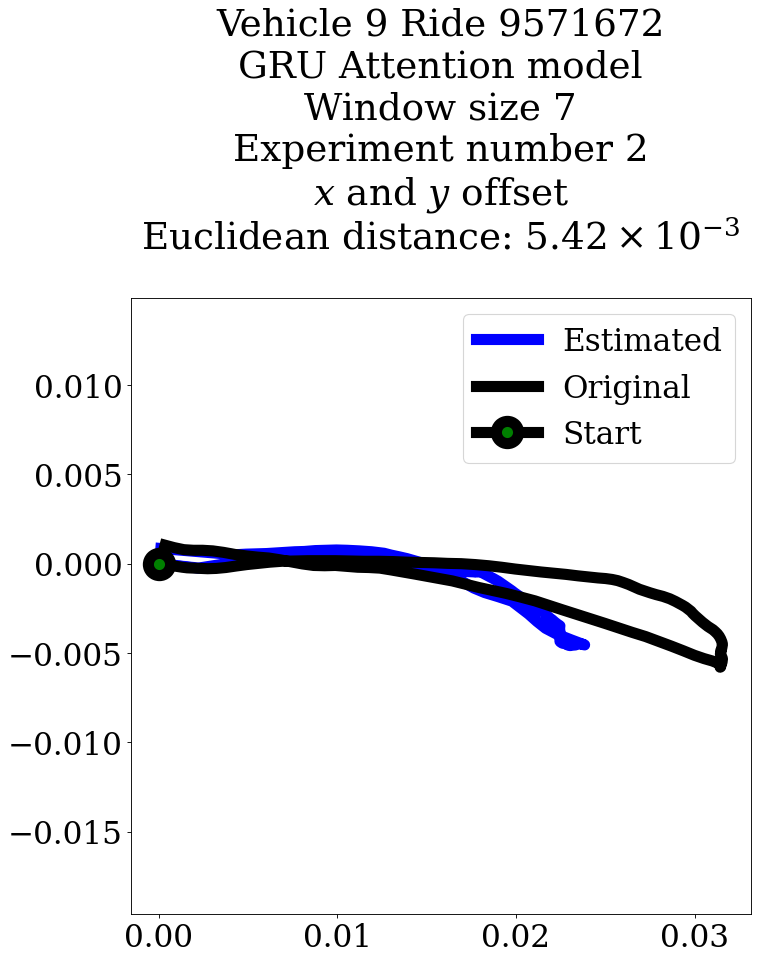 Vehicle 9 Ride 9571672
GRU Attention model
Window size 7
Experiment number 2
x and y offset
Euclidean distance: 5.42 × 10⁻³
Estimated
Original
Start
0.010
0.005
0.000
−0.005
−0.010
−0.015
0.00 0.01 0.02 0.03